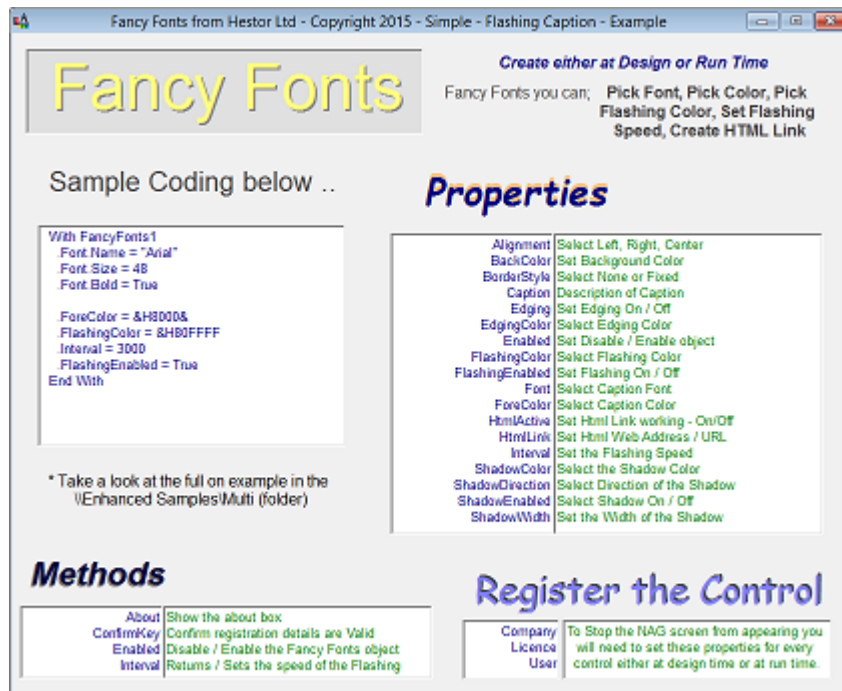 Fancy Fonts from Hestor Ltd - Copyright 2015 - Simple - Flashing Caption - Example
Fancy Fonts
Create either at Design or Run Time
Fancy Fonts you can; Pick Font, Pick Color, Pick
Flashing Color, Set Flashing
Speed, Create HTML Link
Sample Coding below ..
With FancyFonts1
.Font.Name = "Arial"
.Font.Size = 48
.Font.Bold = True
.ForeColor = &H8000&
.FlashingColor = &H80FFFF
.Interval = 3000
.FlashingEnabled = True
End With
* Take a look at the full on example in the
\\Enhanced Samples\Multi (folder)
Properties
Alignment Select Left, Right, Center
BackColor Set Background Color
BorderStyle Select None or Fixed
Caption Description of Caption
Edging Set Edging On / Off
EdgingColor Select Edging Color
Enabled Set Disable / Enable object
FlashingColor Select Flashing Color
FlashingEnabled Set Flashing On / Off
Font Select Caption Font
ForeColor Select Caption Color
HtmlActive Set Html Link working - On/Off
HtmlLink Set Html Web Address / URL
Interval Set the Flashing Speed
ShadowColor Select the Shadow Color
ShadowDirection Select Direction of the Shadow
ShadowEnabled Select Shadow On / Off
ShadowWidth Set the Width of the Shadow
Methods
About Show the about box
ConfirmKey Confirm registration details are Valid
Enabled Disable / Enable the Fancy Fonts object
Interval Returns / Sets the speed of the Flashing
Register the Control
Company To Stop the NAG screen from appearing you
Licence will need to set these properties for every
User control either at design time or at run time.